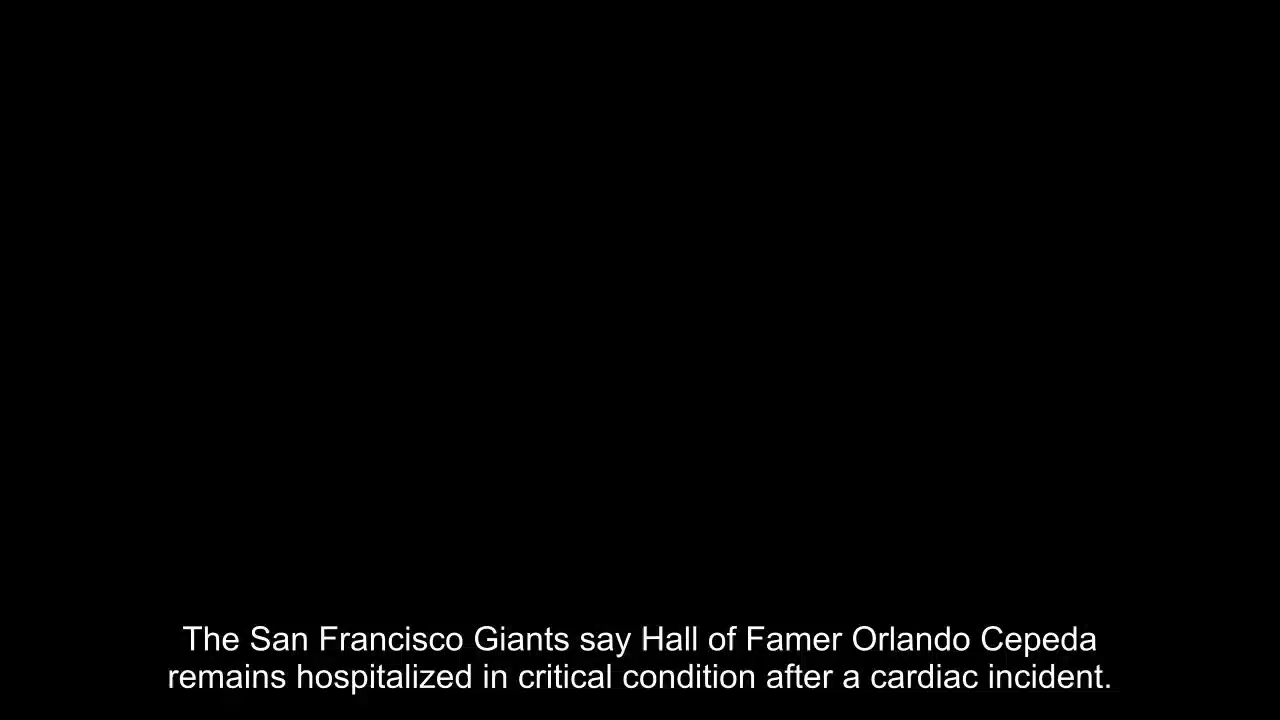 The San Francisco Giants say Hall of Famer Orlando Cepeda
remains hospitalized in critical condition after a cardiac incident.